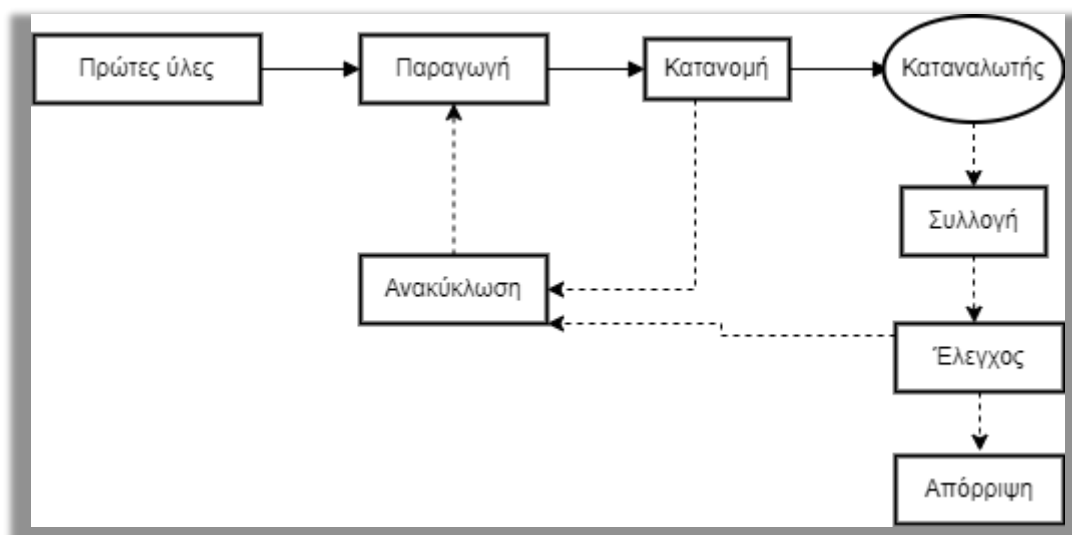 Πρώτες ύλες
Παραγωγή
Κατανομή
Καταναλωτής
Συλλογή
Ανακύκλωση
Έλεγχος
Απόρριψη